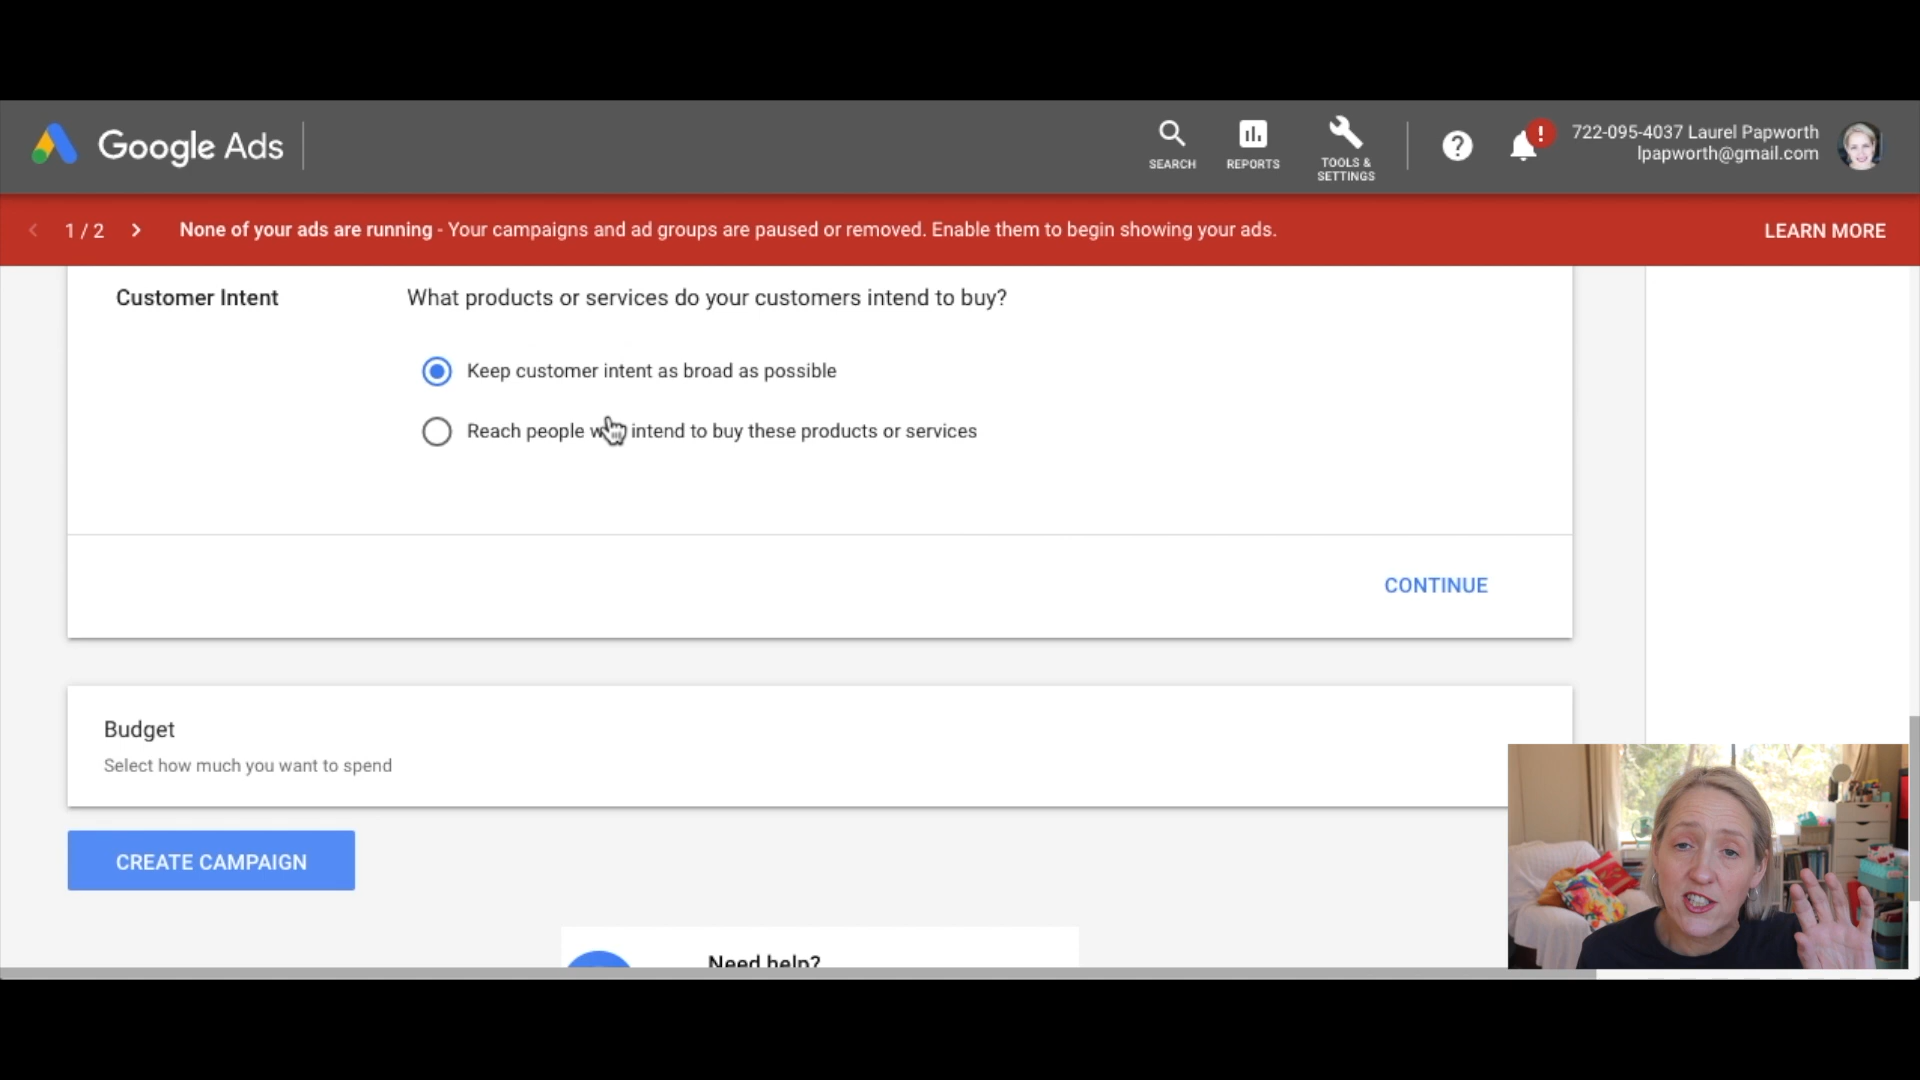 Google Ads
SEARCH
REPORTS
TOOLS &
SETTINGS
?
!
722-095-4037 Laurel Papworth
lpapworth@gmail.com
1 / 2
None of your ads are running - Your campaigns and ad groups are paused or removed. Enable them to begin showing your ads.
LEARN MORE
Customer Intent
What products or services do your customers intend to buy?
Keep customer intent as broad as possible
Reach people intend to buy these products or services
CONTINUE
Budget
Select how much you want to spend
CREATE CAMPAIGN
Need help?